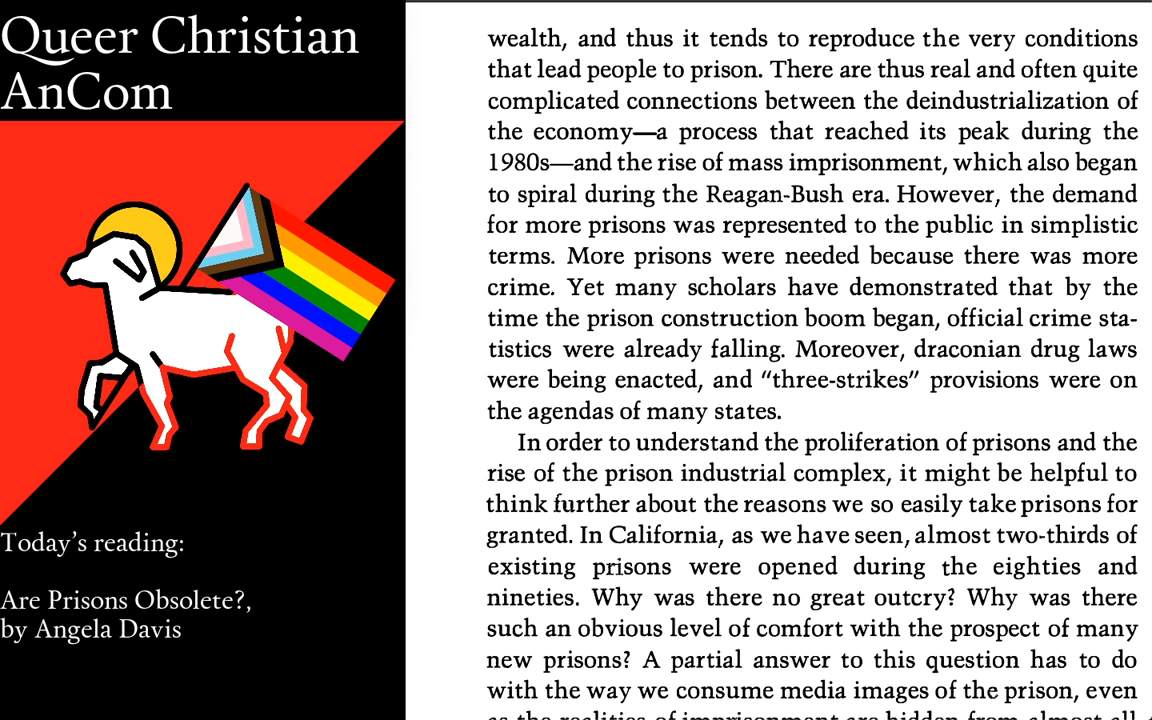 Queer Christian
AnCom
Today's reading:
Are Prisons Obsolete?,
by Angela Davis
wealth, and thus it tends to reproduce the very conditions
that lead people to prison. There are thus real and often quite
complicated connections between the deindustrialization of
the economy—a process that reached its peak during the
1980s—and the rise of mass imprisonment, which also began
to spiral during the Reagan-Bush era. However, the demand
for more prisons was represented to the public in simplistic
terms. More prisons were needed because there was more
crime. Yet many scholars have demonstrated that by the
time the prison construction boom began, official crime sta-
tistics were already falling. Moreover, draconian drug laws
were being enacted, and “three-strikes” provisions were on
the agendas of many states.
In order to understand the proliferation of prisons and the
rise of the prison industrial complex, it might be helpful to
think further about the reasons we so easily take prisons for
granted. In California, as we have seen, almost two-thirds of
existing prisons were opened during the eighties and
nineties. Why was there no great outcry? Why was there
such an obvious level of comfort with the prospect of many
new prisons? A partial answer to this question has to do
with the way we consume media images of the prison, even
as the realities of imprisonment are hidden from almost all